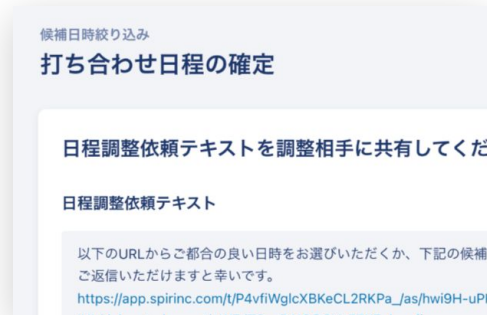 候補日時絞り込み
打ち合わせ日程の確定
日程調整依頼テキストを調整相手に共有してくだ
日程調整依頼テキスト
以下のURLからご都合の良い日時をお選びいただくか、下記の候補
ご返信いただけますと幸いです。
https://app.spirinc.com/t/P4vfiWglcXBKeCL2RKPa_/as/hwi9H-uPl